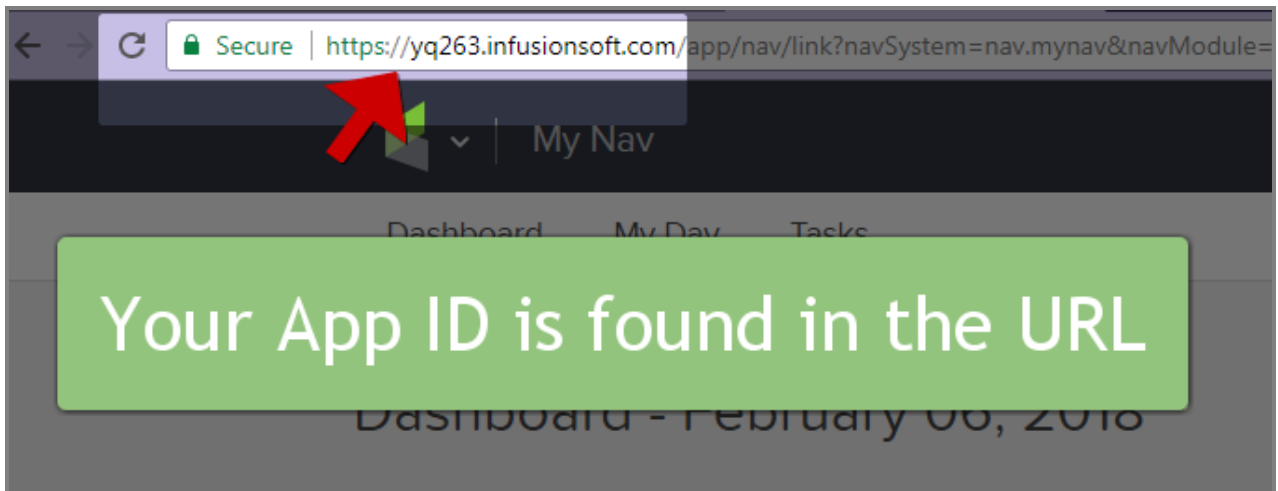 Secure | https://yq263.infusionsoft.com/app/nav/link?navSystem=nav.mynav&navModule=
My Nav
Dashboard My Day Tasks
Your App ID is found in the URL
Dashboard - February 06, 2018